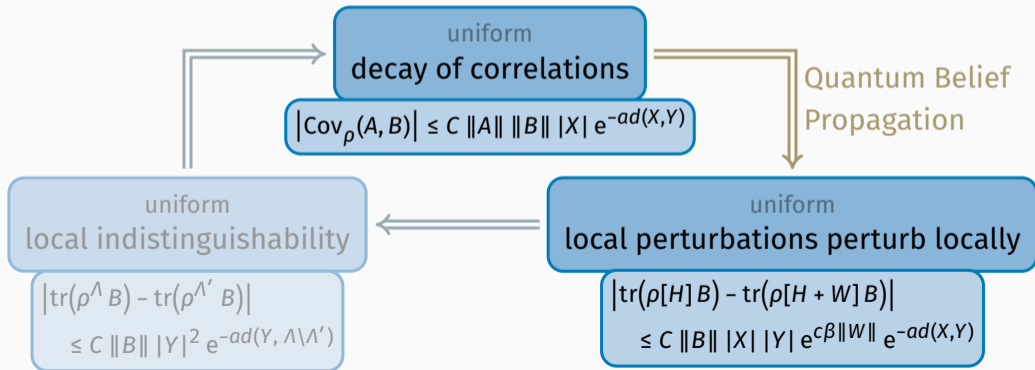 uniform
decay of correlations
|Cov_ρ(A, B)| ≤ C ‖A‖ ‖B‖ |X| e^{−ad(X,Y)}
Quantum Belief
Propagation
uniform
local indistinguishability
|tr(ρ^Λ B) − tr(ρ^{Λ′} B)|
≤ C ‖B‖ |Y|² e^{−ad(Y, Λ\Λ′)}
uniform
local perturbations perturb locally
|tr(ρ[H] B) − tr(ρ[H + W] B)|
≤ C ‖B‖ |X| |Y| e^{cβ‖W‖} e^{−ad(X,Y)}